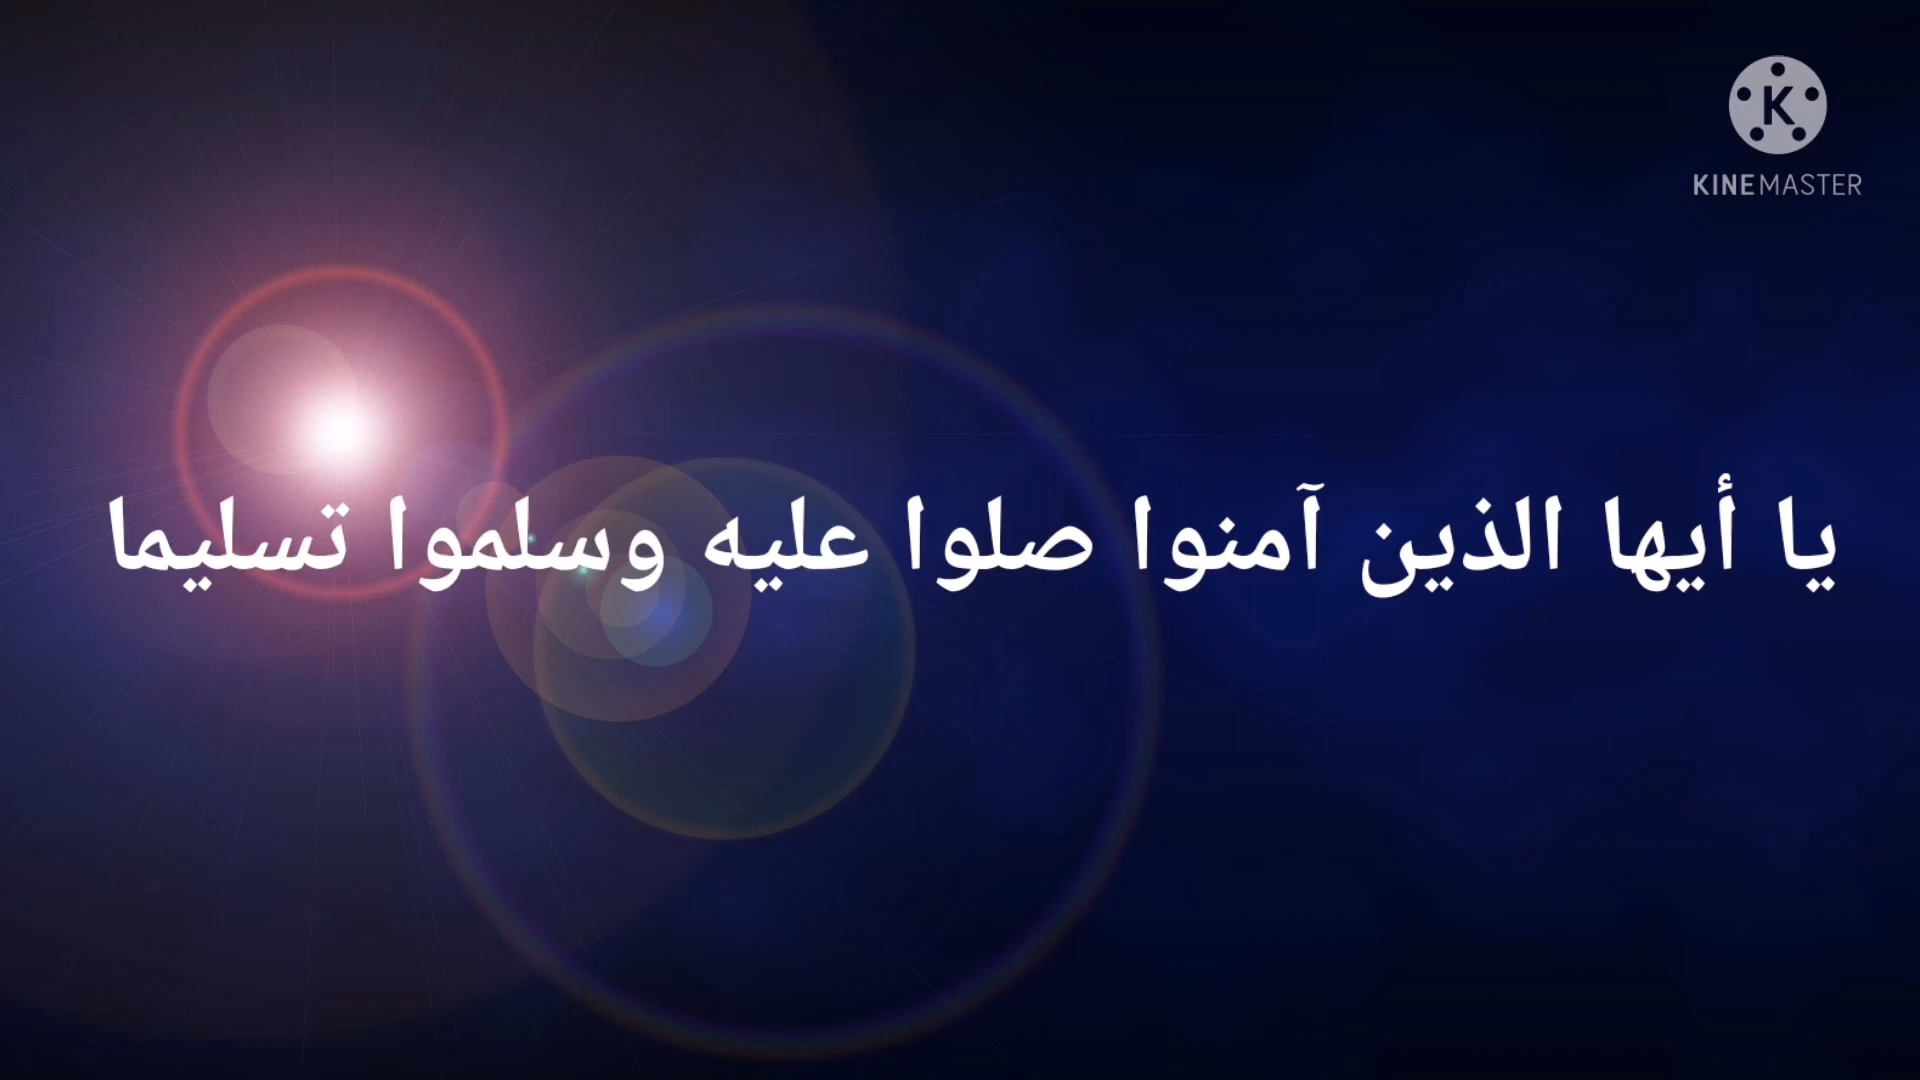 KINEMASTER
يا أيها الذين آمنوا صلوا عليه وسلموا تسليما